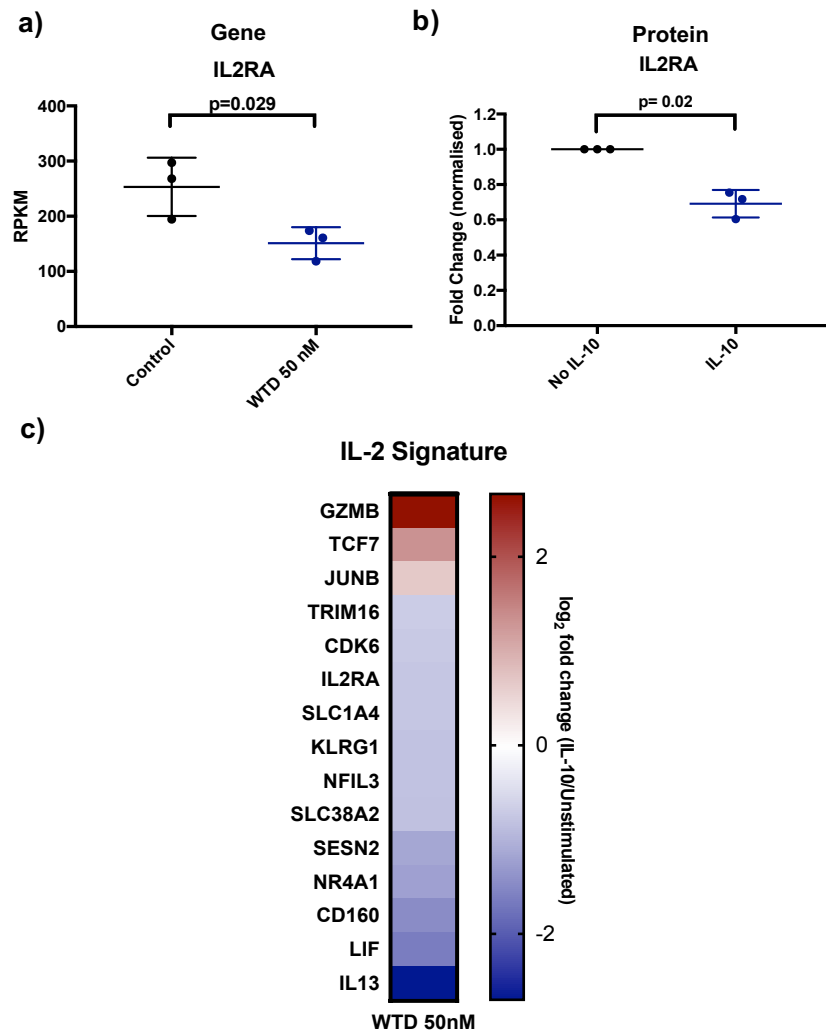 a)
Gene
IL2RA
p=0.029
400
300
200
100
0
RPKM
Control
WTD 50 nM
b)
Protein
IL2RA
p= 0.02
1.2
1.0
0.8
0.6
0.4
0.2
0.0
Fold Change (normalised)
No IL-10
IL-10
c)
IL-2 Signature
GZMB
TCF7
JUNB
TRIM16
CDK6
IL2RA
SLC1A4
KLRG1
NFIL3
SLC38A2
SESN2
NR4A1
CD160
LIF
IL13
WTD 50nM
2
0
-2
log₂ fold change (IL-10/Unstimulated)